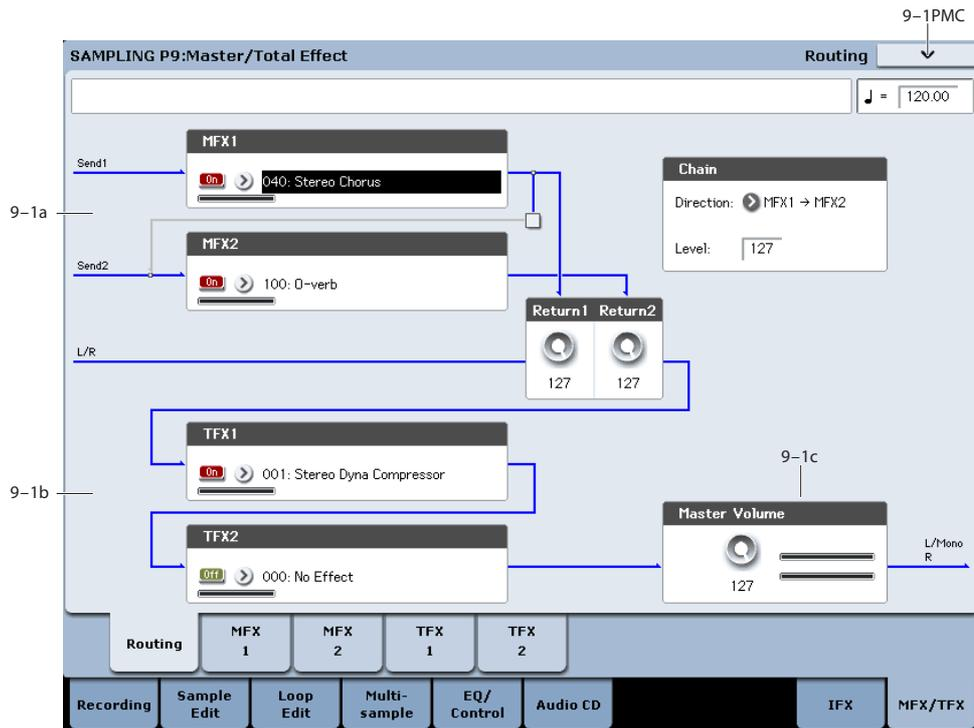 9–1PMC
SAMPLING P9:Master/Total Effect
Routing
♩ = 120.00
MFX1
Send1
On
040: Stereo Chorus
Chain
Direction: MFX1 → MFX2
Level: 127
9–1a
MFX2
Send2
On
100: O-verb
Return1 Return2
127 127
L/R
TFX1
On
001: Stereo Dyna Compressor
9–1b
9–1c
TFX2
Off
000: No Effect
Master Volume
127
L/Mono
R
Routing
MFX
1
MFX
2
TFX
1
TFX
2
Recording
Sample
Edit
Loop
Edit
Multi-
sample
EQ/
Control
Audio CD
IFX
MFX/TFX